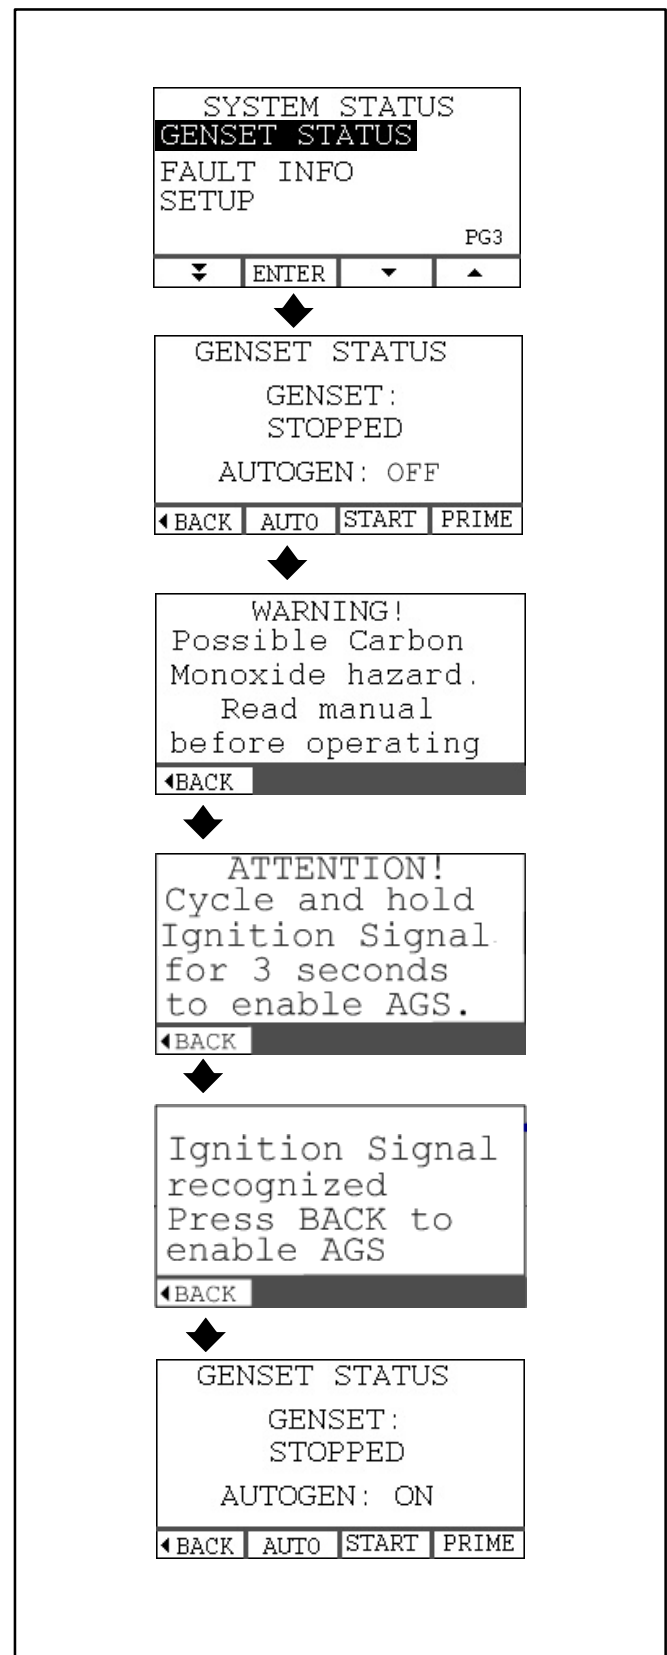 SYSTEM STATUS
GENSET STATUS
FAULT INFO
SETUP
PG3
ENTER
GENSET STATUS
GENSET:
STOPPED
AUTOGEN: OFF
BACK AUTO START PRIME
WARNING!
Possible Carbon
Monoxide hazard.
Read manual
before operating
BACK
ATTENTION!
Cycle and hold
Ignition Signal
for 3 seconds
to enable AGS.
BACK
Ignition Signal
recognized
Press BACK to
enable AGS
BACK
GENSET STATUS
GENSET:
STOPPED
AUTOGEN: ON
BACK AUTO START PRIME